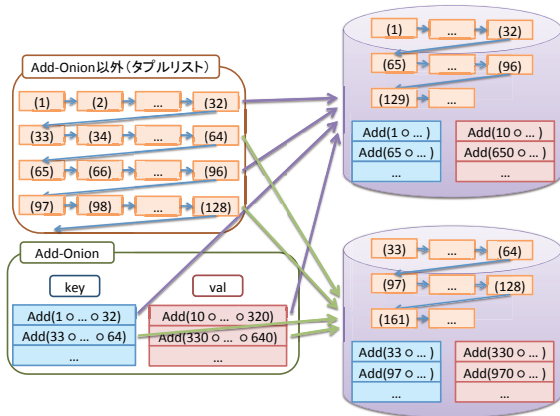 Add-Onion以外(タプルリスト)
(1) (2) ... (32)
(33) (34) ... (64)
(65) (66) ... (96)
(97) (98) ... (128)
Add-Onion
key val
Add(1 o ... o 32) Add(10 o ... o 320)
Add(33 o ... o 64) Add(330 o ... o 640)
... ...
(1) ... (32)
(65) ... (96)
(129) ...
Add(1 o ... ) Add(10 o ... )
Add(65 o ... ) Add(650 o ... )
... ...
(33) ... (64)
(97) ... (128)
(161) ...
Add(33 o ... ) Add(330 o ... )
Add(97 o ... ) Add(970 o ... )
... ...